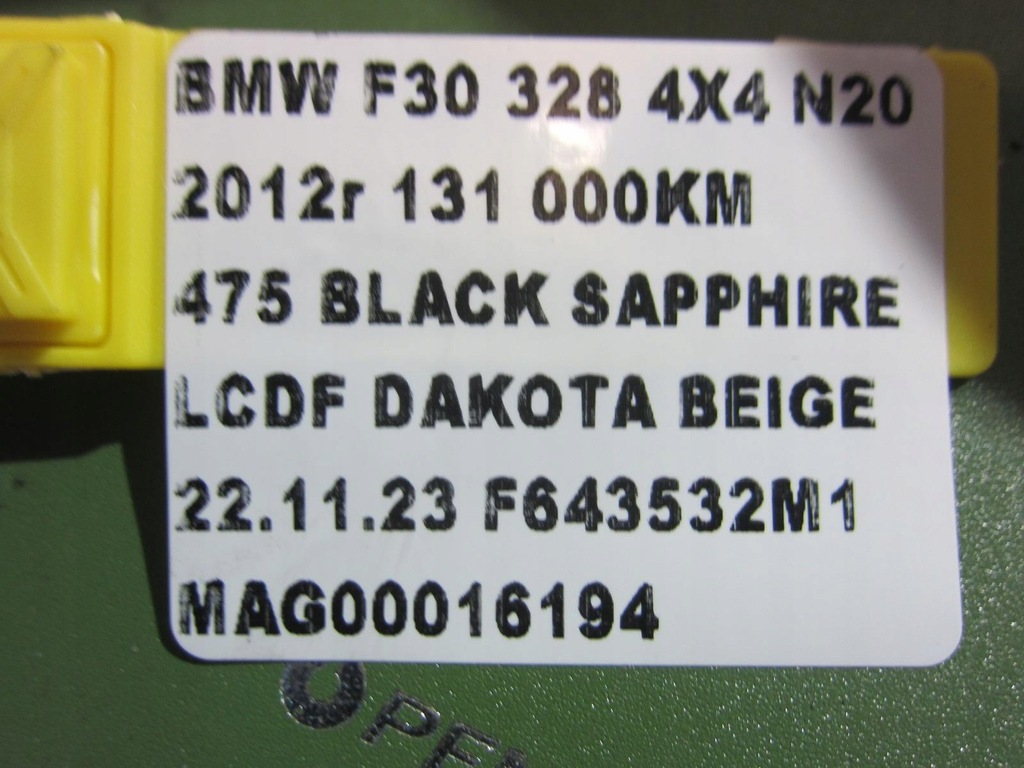 BMW F30 328 4X4 N20
2012r 131 000KM
475 BLACK SAPPHIRE
LCDF DAKOTA BEIGE
22.11.23 F643532M1
MAG00016194